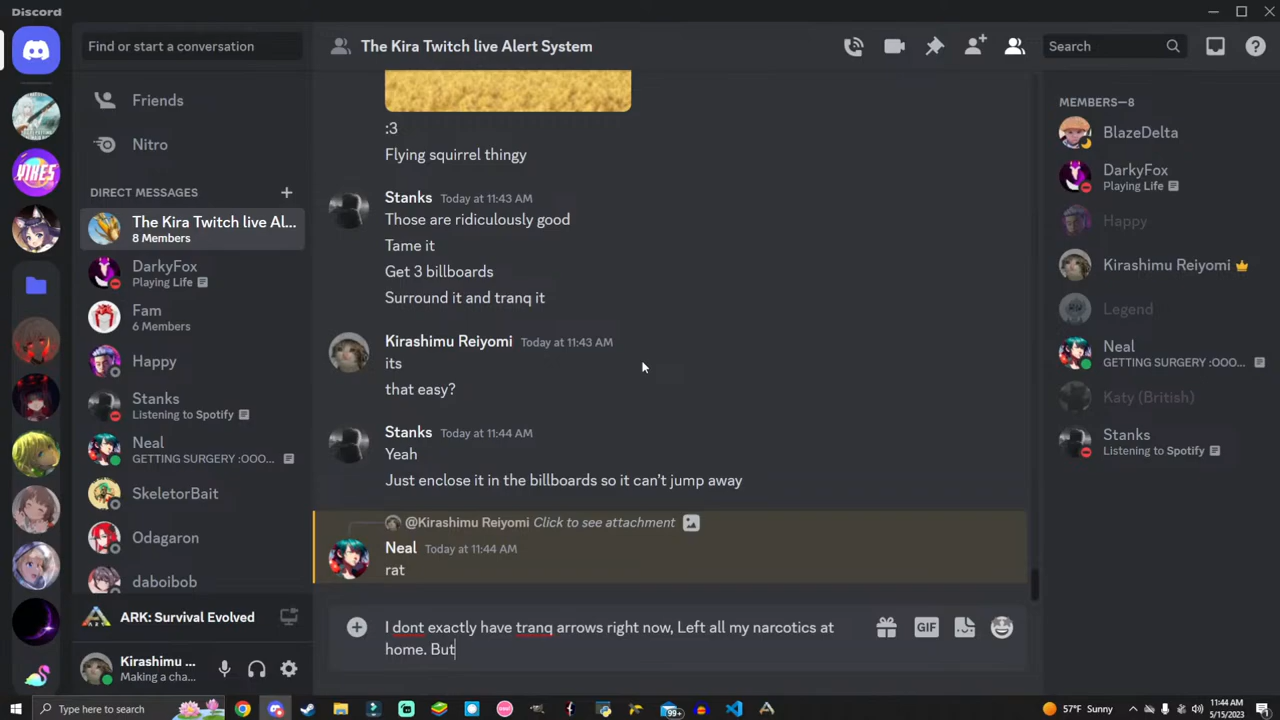 Discord
Find or start a conversation
The Kira Twitch live Alert System
Search
Friends
Nitro
DIRECT MESSAGES
The Kira Twitch live Al...
8 Members
DarkyFox
Playing Life
Fam
6 Members
Happy
Stanks
Listening to Spotify
Neal
GETTING SURGERY :OOO...
SkeletorBait
Odagaron
daboibob
ARK: Survival Evolved
Kirashimu ...
Making a cha...
YIKES
:3
Flying squirrel thingy
Stanks Today at 11:43 AM
Those are ridiculously good
Tame it
Get 3 billboards
Surround it and tranq it
Kirashimu Reiyomi Today at 11:43 AM
its
that easy?
Stanks Today at 11:44 AM
Yeah
Just enclose it in the billboards so it can't jump away
@Kirashimu Reiyomi Click to see attachment
Neal Today at 11:44 AM
rat
I dont exactly have tranq arrows right now, Left all my narcotics at
home. But
GIF
MEMBERS—8
BlazeDelta
DarkyFox
Playing Life
Happy
Kirashimu Reiyomi
Legend
Neal
GETTING SURGERY :OOO...
Katy (British)
Stanks
Listening to Spotify
Type here to search
99+
57°F Sunny
11:44 AM
5/15/2023